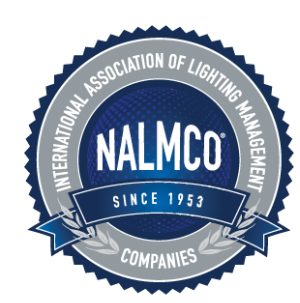 INTERNATIONAL ASSOCIATION OF LIGHTING MANAGEMENT
NALMCO®
SINCE 1953
COMPANIES